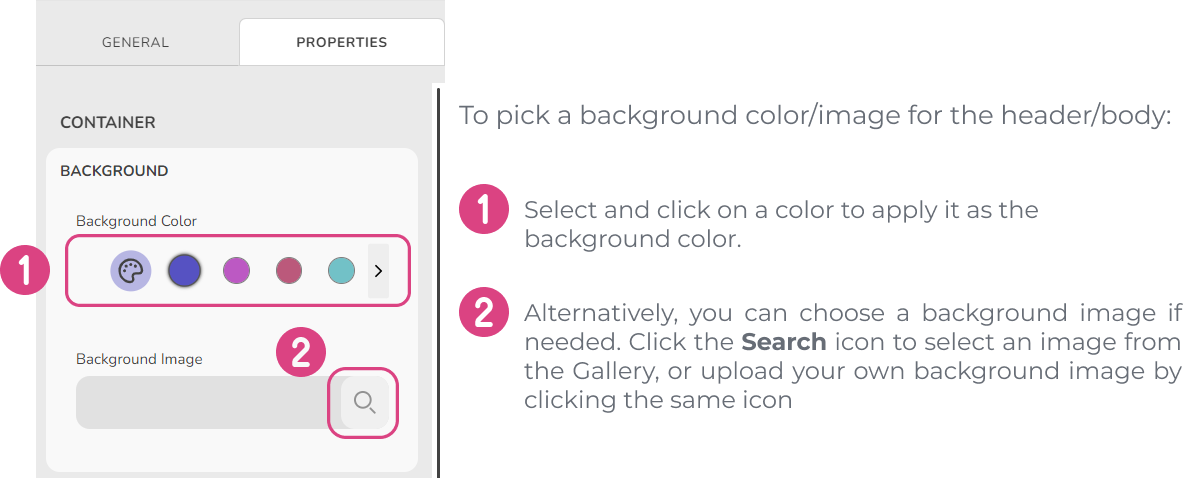 GENERAL
PROPERTIES
To pick a background color/image for the header/body:
CONTAINER
BACKGROUND
Background Color
1
1
Select and click on a color to apply it as the
background color.
Background Image
2
2
Alternatively, you can choose a background image if
needed. Click the Search icon to select an image from
the Gallery, or upload your own background image by
clicking the same icon